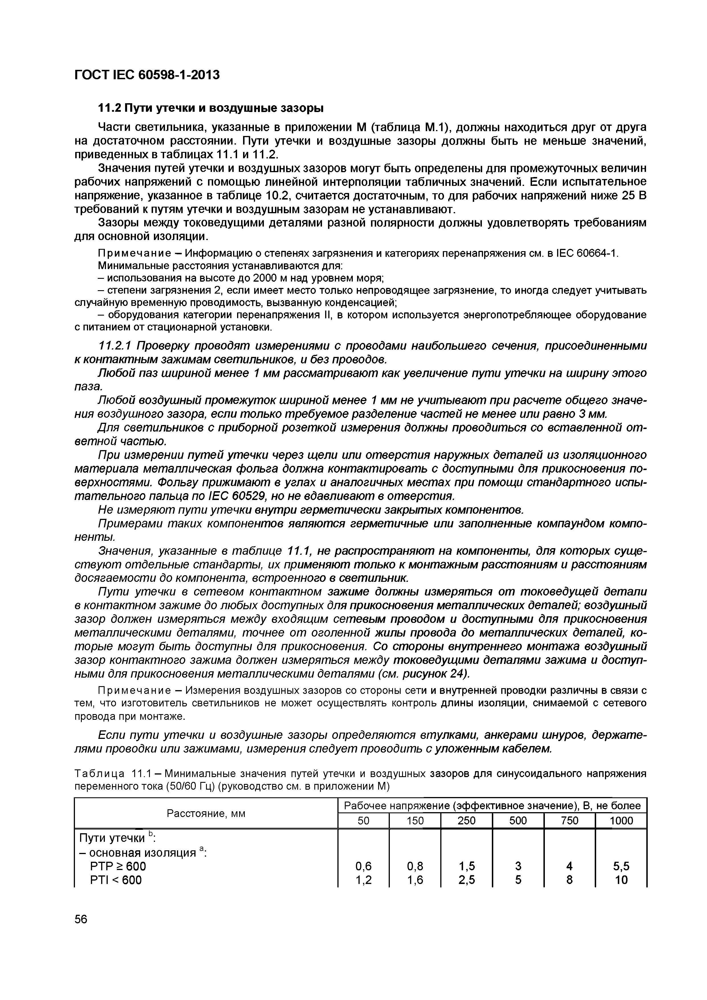 ГОСТ IEC 60598-1-2013
11.2 Пути утечки и воздушные зазоры
Части светильника, указанные в приложении М (таблица М.1), должны находиться друг от друга
на достаточном расстоянии. Пути утечки и воздушные зазоры должны быть не меньше значений,
приведенных в таблицах 11.1 и 11.2.
Значения путей утечки и воздушных зазоров могут быть определены для промежуточных величин
рабочих напряжений с помощью линейной интерполяции табличных значений. Если испытательное
напряжение, указанное в таблице 10.2, считается достаточным, то для рабочих напряжений ниже 25 В
требований к путям утечки и воздушным зазорам не устанавливают.
Зазоры между токоведущими деталями разной полярности должны удовлетворять требованиям
для основной изоляции.
Примечание – Информацию о степенях загрязнения и категориях перенапряжения см. в IEC 60664-1.
Минимальные расстояния устанавливаются для:
– использования на высоте до 2000 м над уровнем моря;
– степени загрязнения 2, если имеет место только непроводящее загрязнение, то иногда следует учитывать
случайную временную проводимость, вызванную конденсацией;
– оборудования категории перенапряжения II, в котором используется энергопотребляющее оборудование
с питанием от стационарной установки.
11.2.1 Проверку проводят измерениями с проводами наибольшего сечения, присоединенными
к контактным зажимам светильников, и без проводов.
Любой паз шириной менее 1 мм рассматривают как увеличение пути утечки на ширину этого
паза.
Любой воздушный промежуток шириной менее 1 мм не учитывают при расчете общего значе-
ния воздушного зазора, если только требуемое разделение частей не менее или равно 3 мм.
Для светильников с приборной розеткой измерения должны проводиться со вставленной от-
ветной частью.
При измерении путей утечки через щели или отверстия наружных деталей из изоляционного
материала металлическая фольга должна контактировать с доступными для прикосновения по-
верхностями. Фольгу прижимают в углах и аналогичных местах при помощи стандартного испы-
тательного пальца по IEC 60529, но не вдавливают в отверстия.
Не измеряют пути утечки внутри герметически закрытых компонентов.
Примерами таких компонентов являются герметичные или заполненные компаундом компо-
ненты.
Значения, указанные в таблице 11.1, не распространяют на компоненты, для которых суще-
ствуют отдельные стандарты, их применяют только к монтажным расстояниям и расстояниям
досягаемости до компонента, встроенного в светильник.
Пути утечки в сетевом контактном зажиме должны измеряться от токоведущей детали
в контактном зажиме до любых доступных для прикосновения металлических деталей; воздушный
зазор должен измеряться между входящим сетевым проводом и доступными для прикосновения
металлическими деталями, точнее от оголенной жилы провода до металлических деталей, ко-
торые могут быть доступны для прикосновения. Со стороны внутреннего монтажа воздушный
зазор контактного зажима должен измеряться между токоведущими деталями зажима и доступ-
ными для прикосновения металлическими деталями (см. рисунок 24).
Примечание – Измерения воздушных зазоров со стороны сети и внутренней проводки различны в связи с
тем, что изготовитель светильников не может осуществлять контроль длины изоляции, снимаемой с сетевого
провода при монтаже.
Если пути утечки и воздушные зазоры определяются втулками, анкерами шнуров, держате-
лями проводки или зажимами, измерения следует проводить с уложенным кабелем.
Таблица 11.1 – Минимальные значения путей утечки и воздушных зазоров для синусоидального напряжения
переменного тока (50/60 Гц) (руководство см. в приложении М)
Расстояние, мм
Рабочее напряжение (эффективное значение), В, не более
50 150 250 500 750 1000
Пути утечки b:
– основная изоляция a:
PTP ≥ 600 0,6 0,8 1,5 3 4 5,5
PTI < 600 1,2 1,6 2,5 5 8 10
56